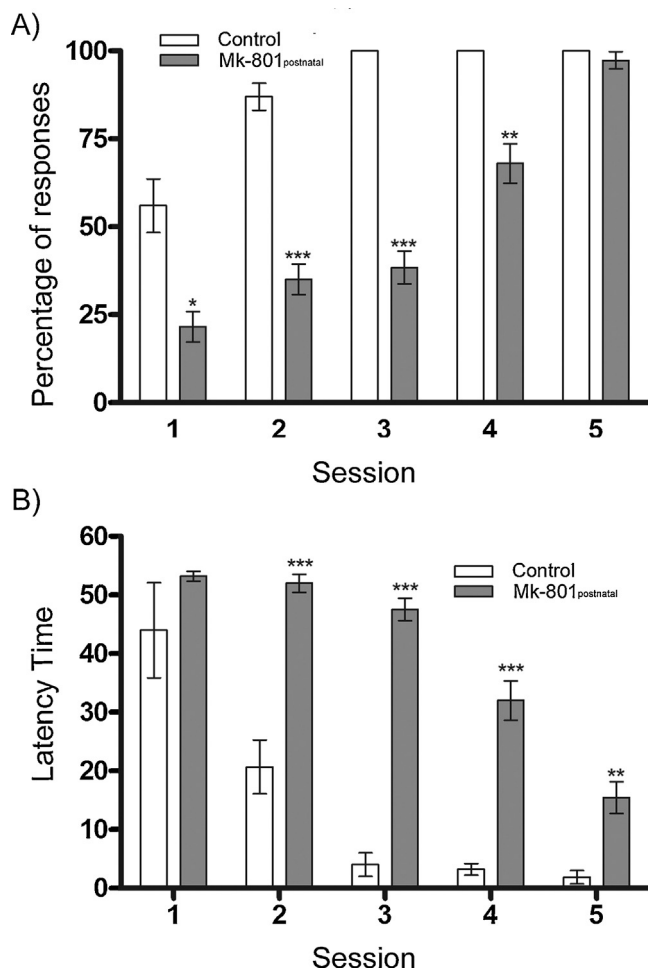 A)
Control
Mk-801postnatal
Percentage of responses
100
75
50
25
0
*
***
***
**
1 2 3 4 5
Session
B)
Control
Mk-801postnatal
Latency Time
60
50
40
30
20
10
0
***
***
***
**
1 2 3 4 5
Session